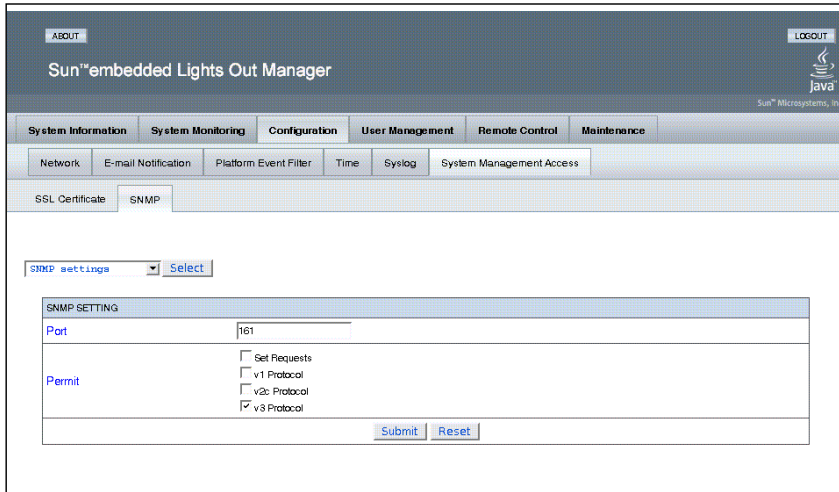 ABOUT
LOGOUT
Sun™embedded Lights Out Manager
Java™
Sun™ Microsystems, In
System Information System Monitoring Configuration User Management Remote Control Maintenance
Network E-mail Notification Platform Event Filter Time Syslog System Management Access
SSL Certificate SNMP
SNMP settings Select
SNMP SETTING
Port 161
Permit
Set Requests
v1 Protocol
v2c Protocol
v3 Protocol
Submit Reset